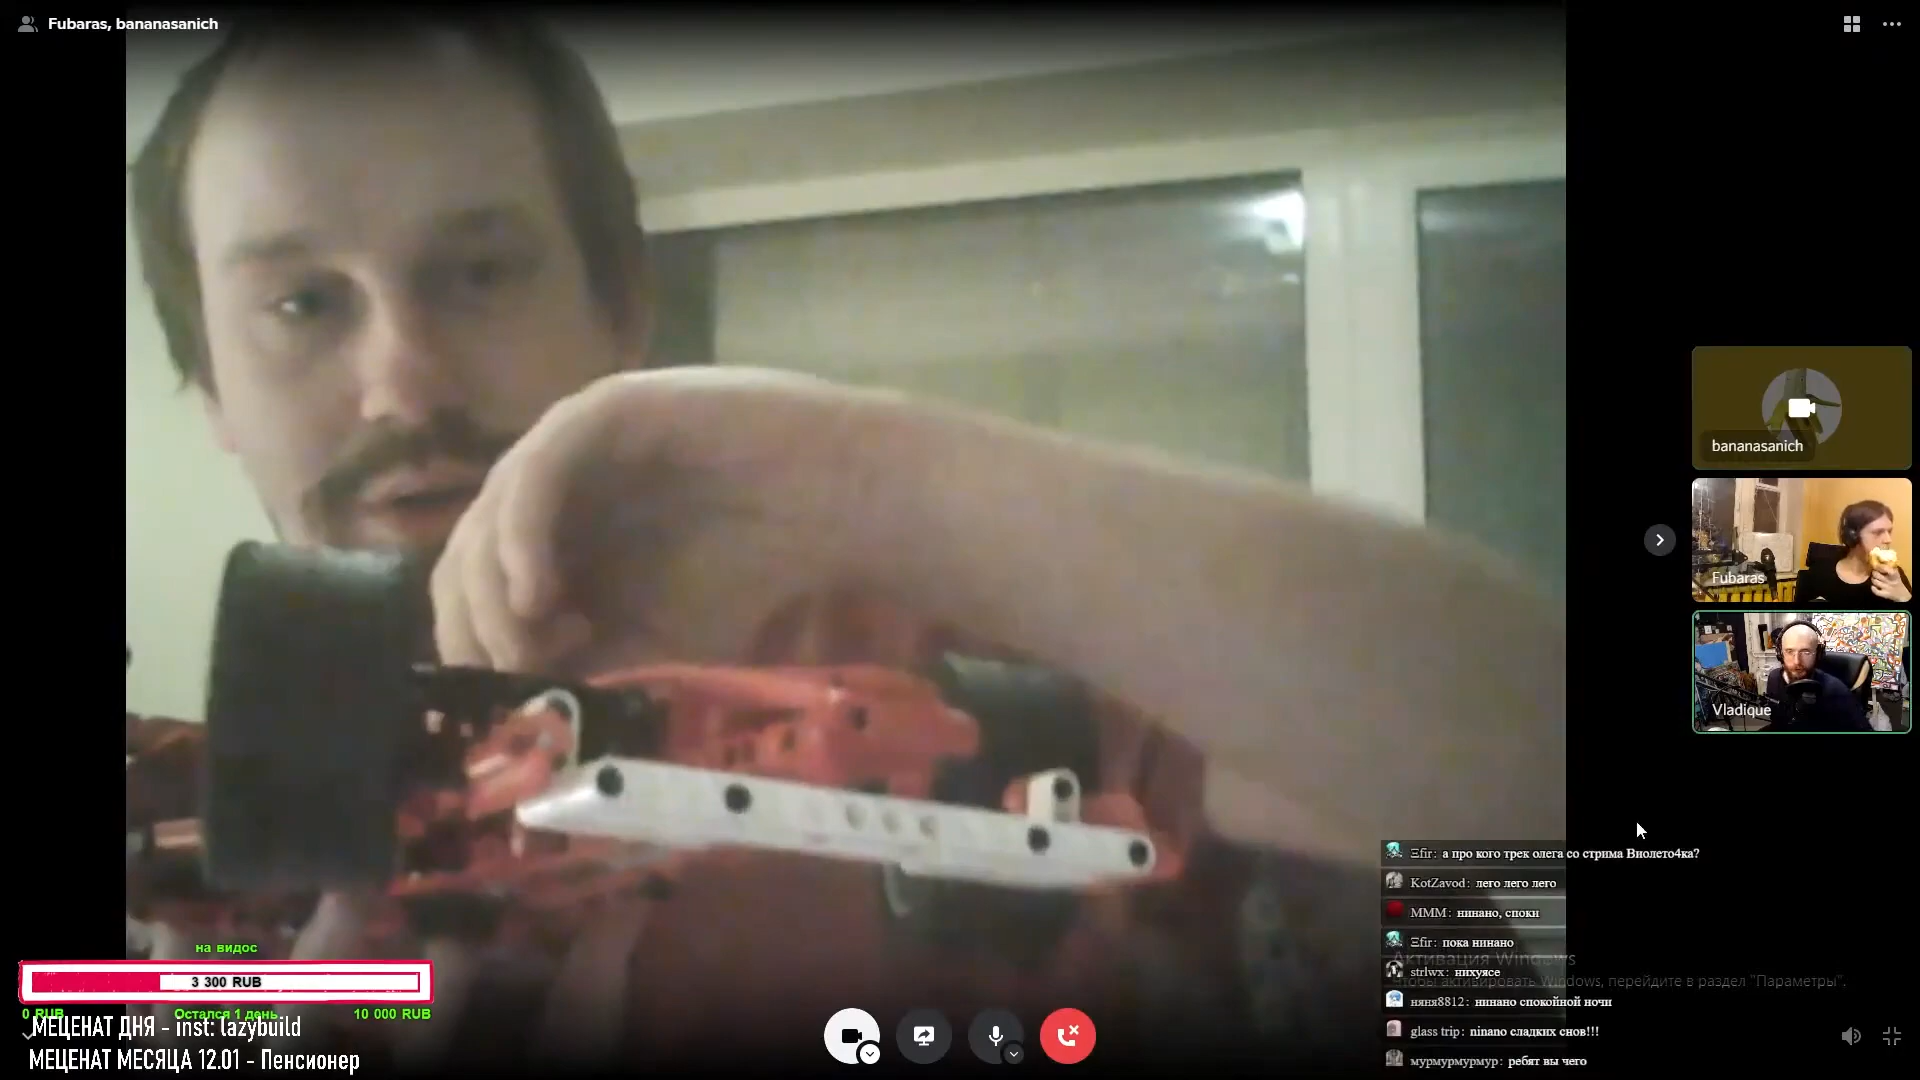 Fubaras, bananasanich
bananasanich
Fubaras
Vladique
Ξfir: а про кого трек олега со стрима Виолето4ка?
KotZavod: лего лего лего
МММ: нинано, споки
Ξfir: пока нинано
strlwx: нихуясе
няня8812: нинано спокойной ночи
glass trip: ninano сладких снов!!!
мурмурмурмур: ребят вы чего
Активация Windows
Чтобы активировать Windows, перейдите в раздел "Параметры".
на видос
3 300 RUB
0 RUB
Остался 1 день
10 000 RUB
МЕЦЕНАТ ДНЯ - inst: lazybuild
МЕЦЕНАТ МЕСЯЦА 12.01 - Пенсионер